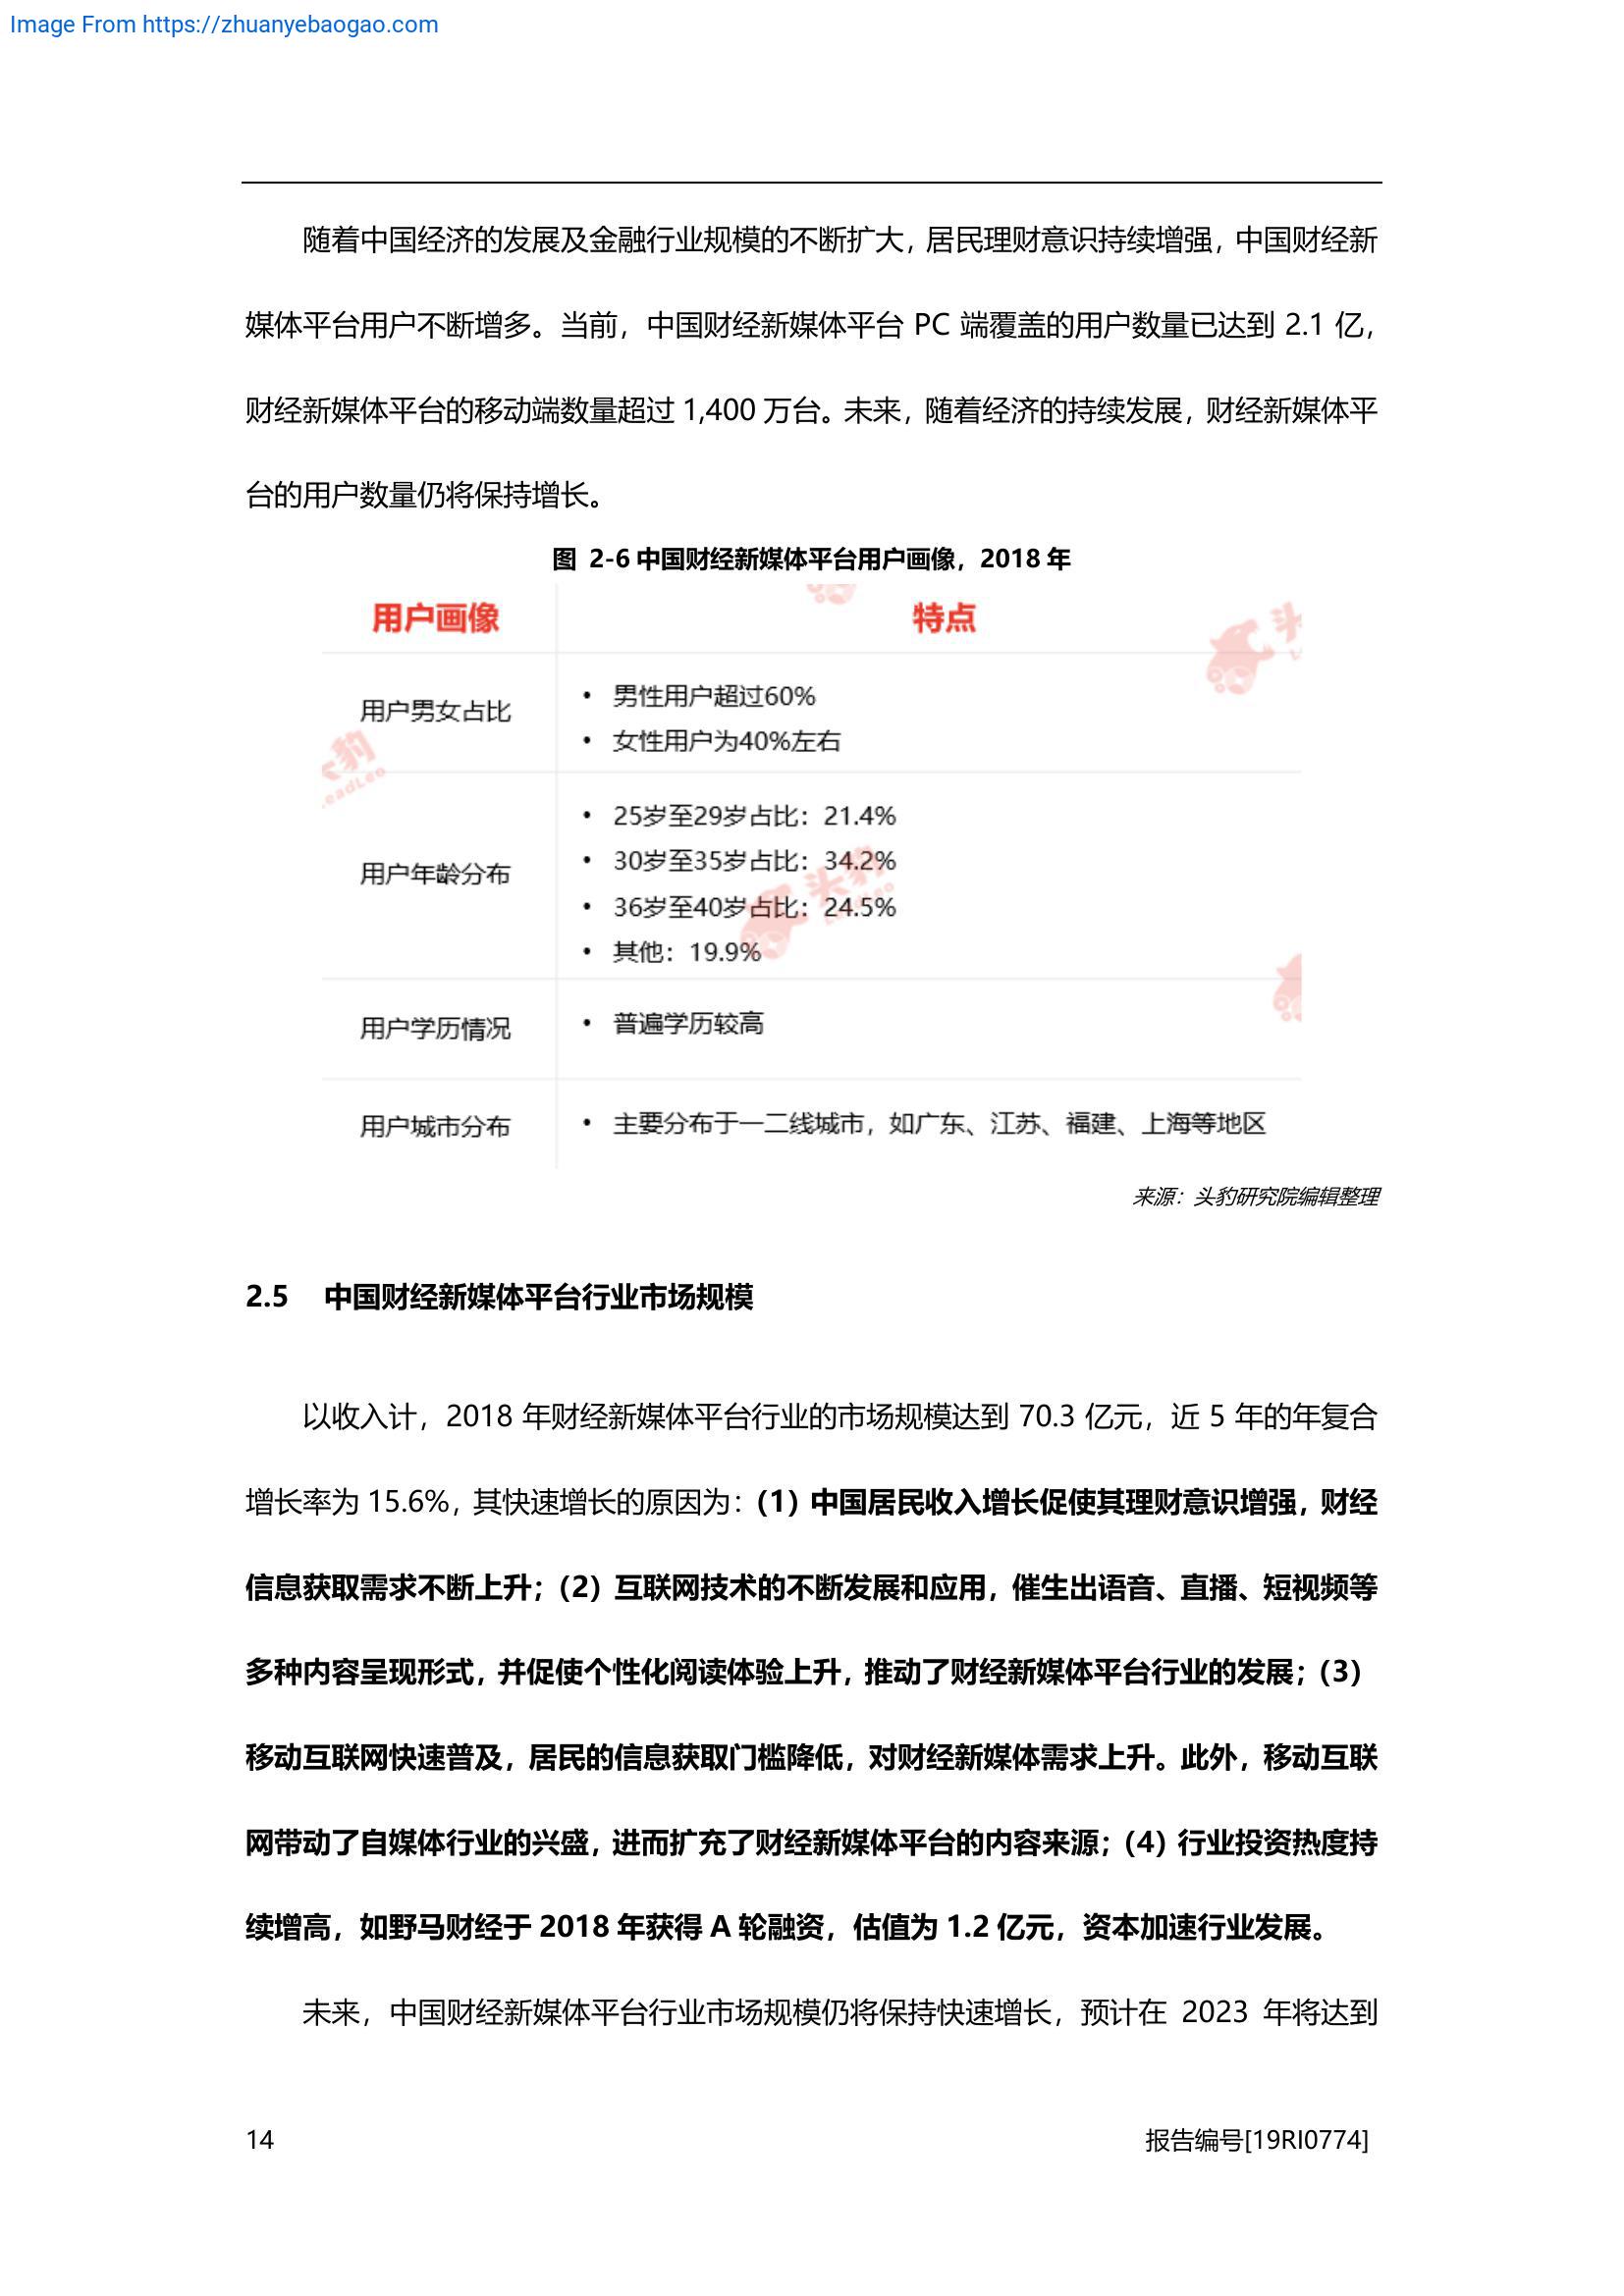 Image From https://zhuanyebaogao.com
随着中国经济的发展及金融行业规模的不断扩大，居民理财意识持续增强，中国财经新
媒体平台用户不断增多。当前，中国财经新媒体平台 PC 端覆盖的用户数量已达到 2.1 亿，
财经新媒体平台的移动端数量超过 1,400 万台。未来，随着经济的持续发展，财经新媒体平
台的用户数量仍将保持增长。
图 2-6 中国财经新媒体平台用户画像，2018 年
用户画像 特点
用户男女占比
• 男性用户超过60%
• 女性用户为40%左右
用户年龄分布
• 25岁至29岁占比：21.4%
• 30岁至35岁占比：34.2%
• 36岁至40岁占比：24.5%
• 其他：19.9%
用户学历情况
• 普遍学历较高
用户城市分布
• 主要分布于一二线城市，如广东、江苏、福建、上海等地区
头豹
LeadLeo
来源：头豹研究院编辑整理
2.5 中国财经新媒体平台行业市场规模
以收入计，2018 年财经新媒体平台行业的市场规模达到 70.3 亿元，近 5 年的年复合
增长率为 15.6%，其快速增长的原因为：（1）中国居民收入增长促使其理财意识增强，财经
信息获取需求不断上升；（2）互联网技术的不断发展和应用，催生出语音、直播、短视频等
多种内容呈现形式，并促使个性化阅读体验上升，推动了财经新媒体平台行业的发展；（3）
移动互联网快速普及，居民的信息获取门槛降低，对财经新媒体需求上升。此外，移动互联
网带动了自媒体行业的兴盛，进而扩充了财经新媒体平台的内容来源；（4）行业投资热度持
续增高，如野马财经于 2018 年获得 A 轮融资，估值为 1.2 亿元，资本加速行业发展。
未来，中国财经新媒体平台行业市场规模仍将保持快速增长，预计在 2023 年将达到
14 报告编号[19RI0774]